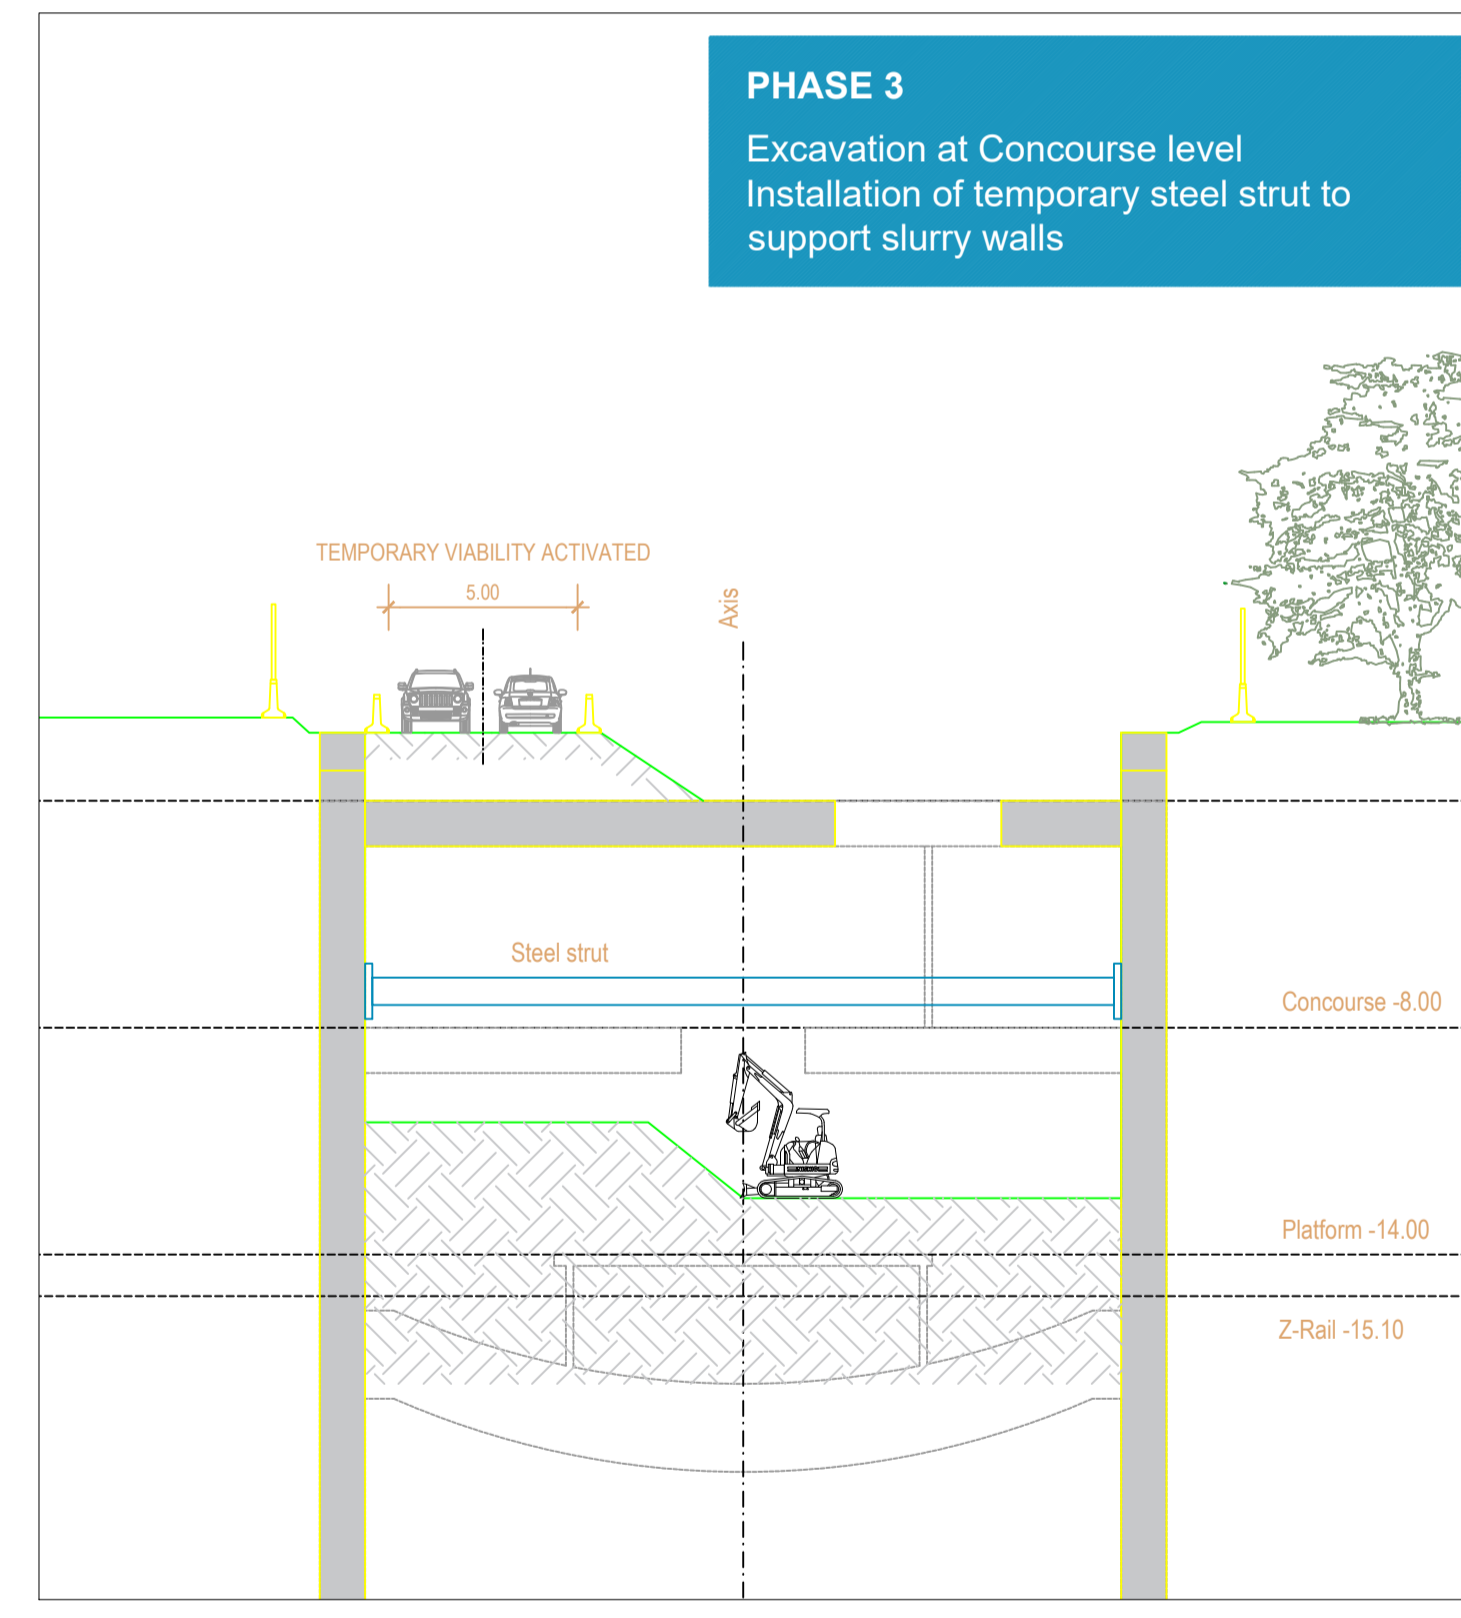 PHASE 3
Excavation at Concourse level
Installation of temporary steel strut to
support slurry walls
TEMPORARY VIABILITY ACTIVATED
5.00
Axis
Steel strut
Concourse -8.00
Platform -14.00
Z-Rail -15.10